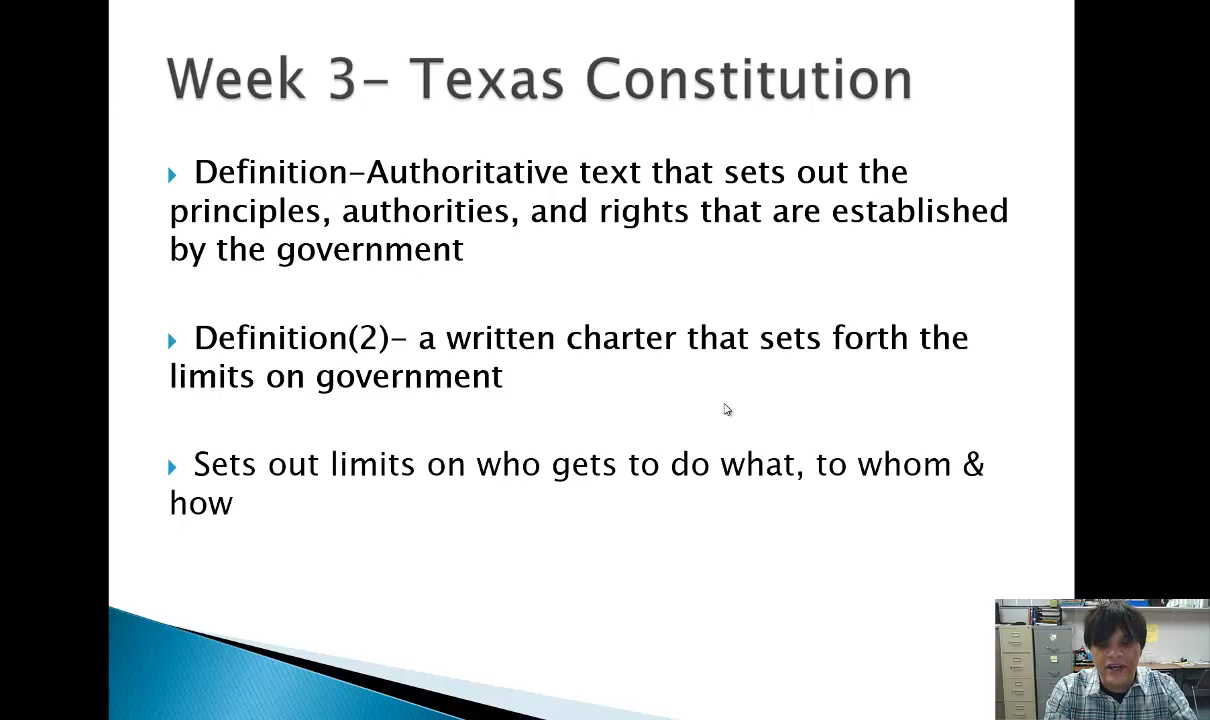 Week 3- Texas Constitution
Definition-Authoritative text that sets out the
principles, authorities, and rights that are established
by the government
Definition(2)- a written charter that sets forth the
limits on government
Sets out limits on who gets to do what, to whom &
how